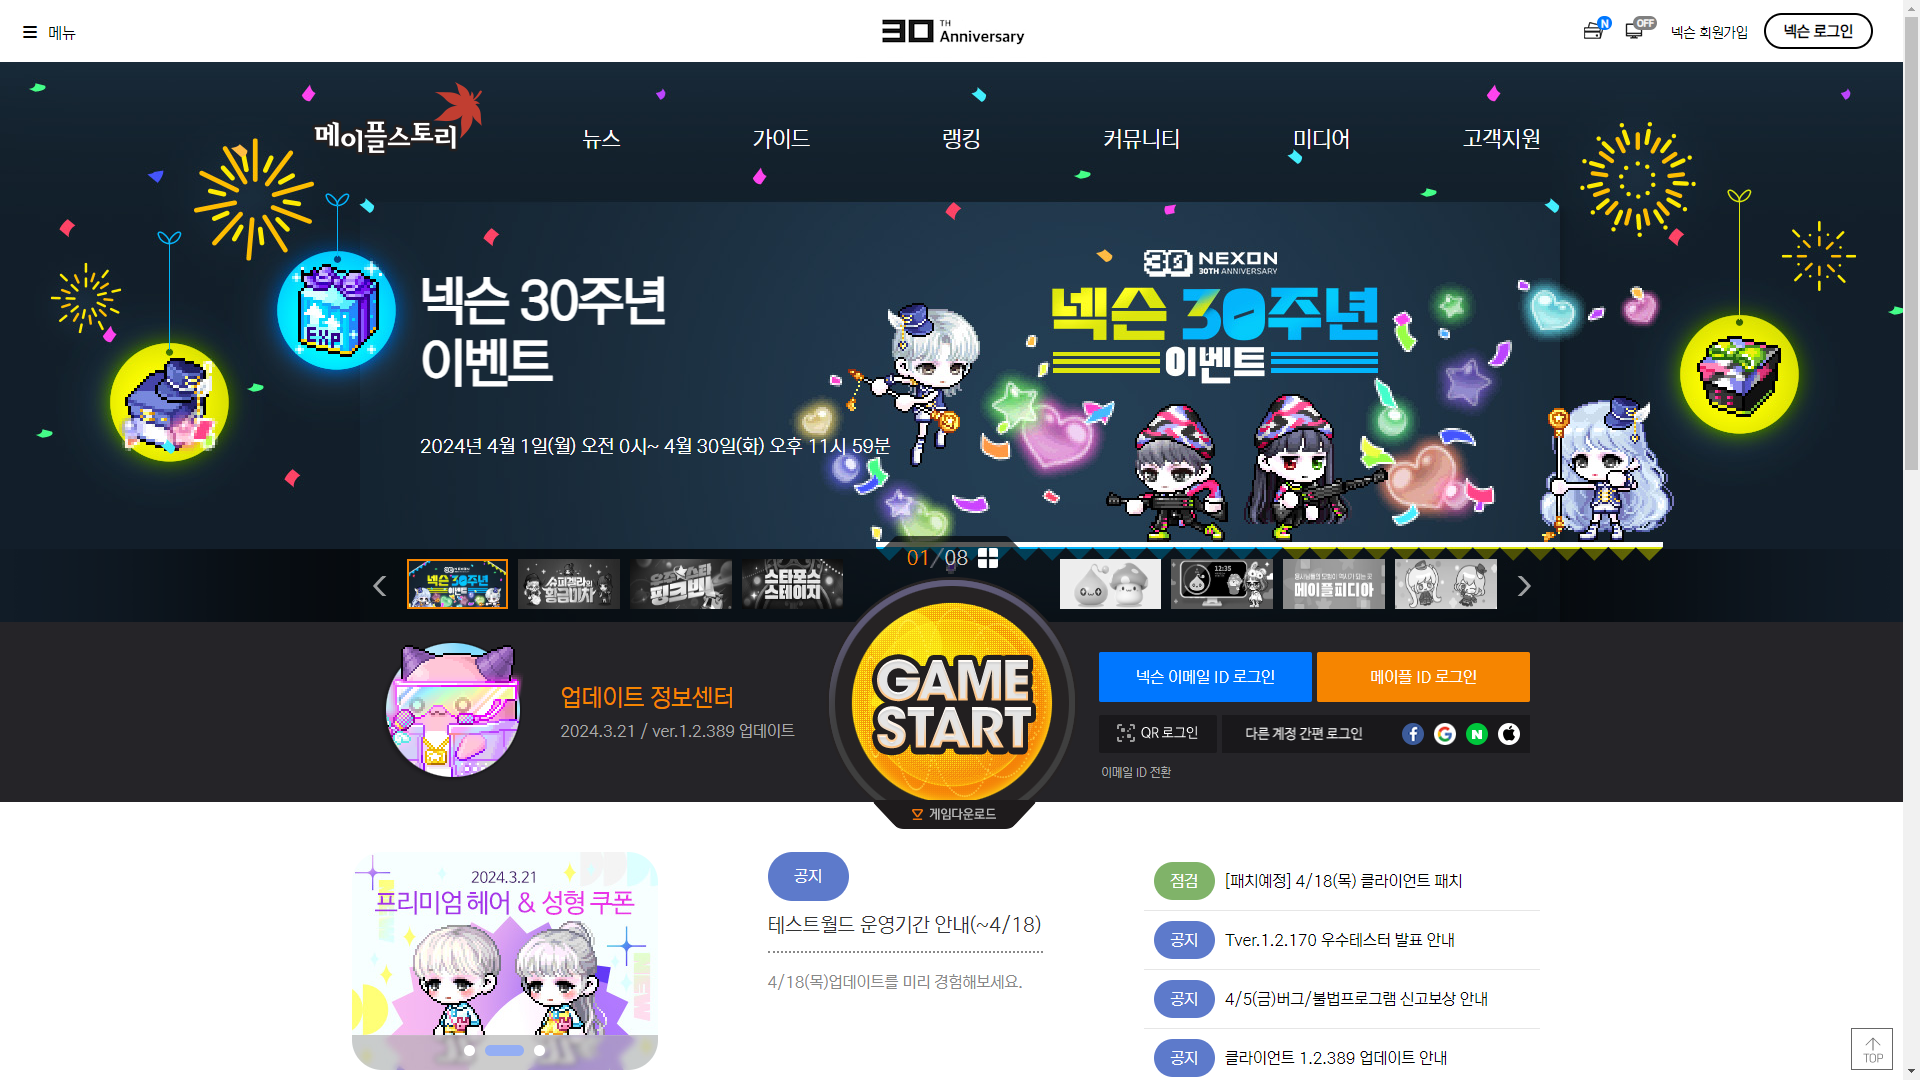 메뉴
30 TH Anniversary
N
OFF
넥슨 회원가입
넥슨 로그인
메이플스토리
뉴스
가이드
랭킹
커뮤니티
미디어
고객지원
넥슨 30주년
이벤트
2024년 4월 1일(월) 오전 0시~ 4월 30일(화) 오후 11시 59분
30 NEXON
30TH ANNIVERSARY
넥슨 30주년
이벤트
EXP
01/08
넥슨 30주년
이벤트
슈피겔라의
황금마차
핑크빈
스타포스
스테이지
12:35
메이플피디아
업데이트 정보센터
2024.3.21 / ver.1.2.389 업데이트
GAME
START
게임다운로드
넥슨 이메일 ID 로그인
메이플 ID 로그인
QR 로그인
다른 계정 간편 로그인
이메일 ID 전환
2024.3.21
프리미엄 헤어 & 성형 쿠폰
NEW
공지
테스트월드 운영기간 안내(~4/18)
4/18(목)업데이트를 미리 경험해보세요.
점검 [패치예정] 4/18(목) 클라이언트 패치
공지 Tver.1.2.170 우수테스터 발표 안내
공지 4/5(금)버그/불법프로그램 신고보상 안내
공지 클라이언트 1.2.389 업데이트 안내
TOP